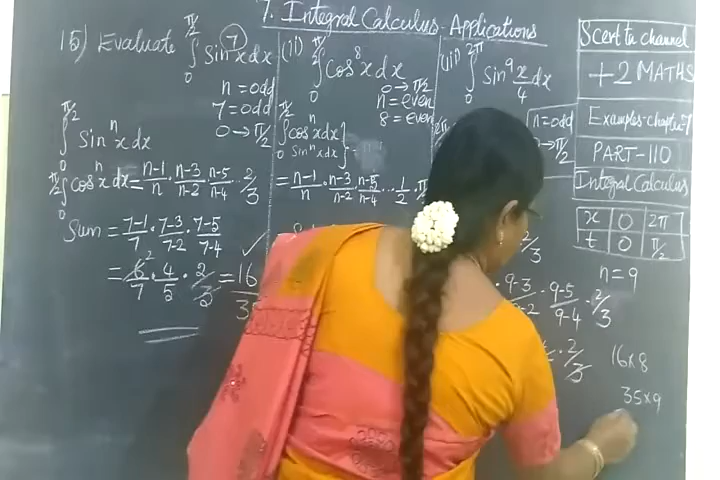 7. Integral Calculus - Applications
15) Evaluate ∫₀^{π/2} Sin⁷x dx
n = odd
7 = odd
0 → π/2
∫₀^{π/2} Sinⁿx dx
∫₀^{π/2} cosⁿx dx = n-1/n · n-3/n-2 · n-5/n-4 ... 2/3
Sum = 7-1/7 · 7-3/7-2 · 7-5/7-4
= 6/7 · 4/5 · 2/3 = 16
(ii) ∫₀^{π/2} Cos⁸x dx
0 → π/2
n = even
8 = even
∫₀^{π/2} cosⁿx dx
Sinⁿx dx
= n-1/n · n-3/n-2 · n-5/n-4 ... 1/2 ·
(iii) ∫₀^{2π} Sin⁹ x/4 dx
n = odd
π/2
2/3
9-3 · 9-5/9-4 · 2/3
· 2/3
Scert tn channel
+2 MATHS
Examples-chapter-7
PART-110
Integral Calculus
x 0 2π
t 0 π/2
n = 9
16×8
35×9